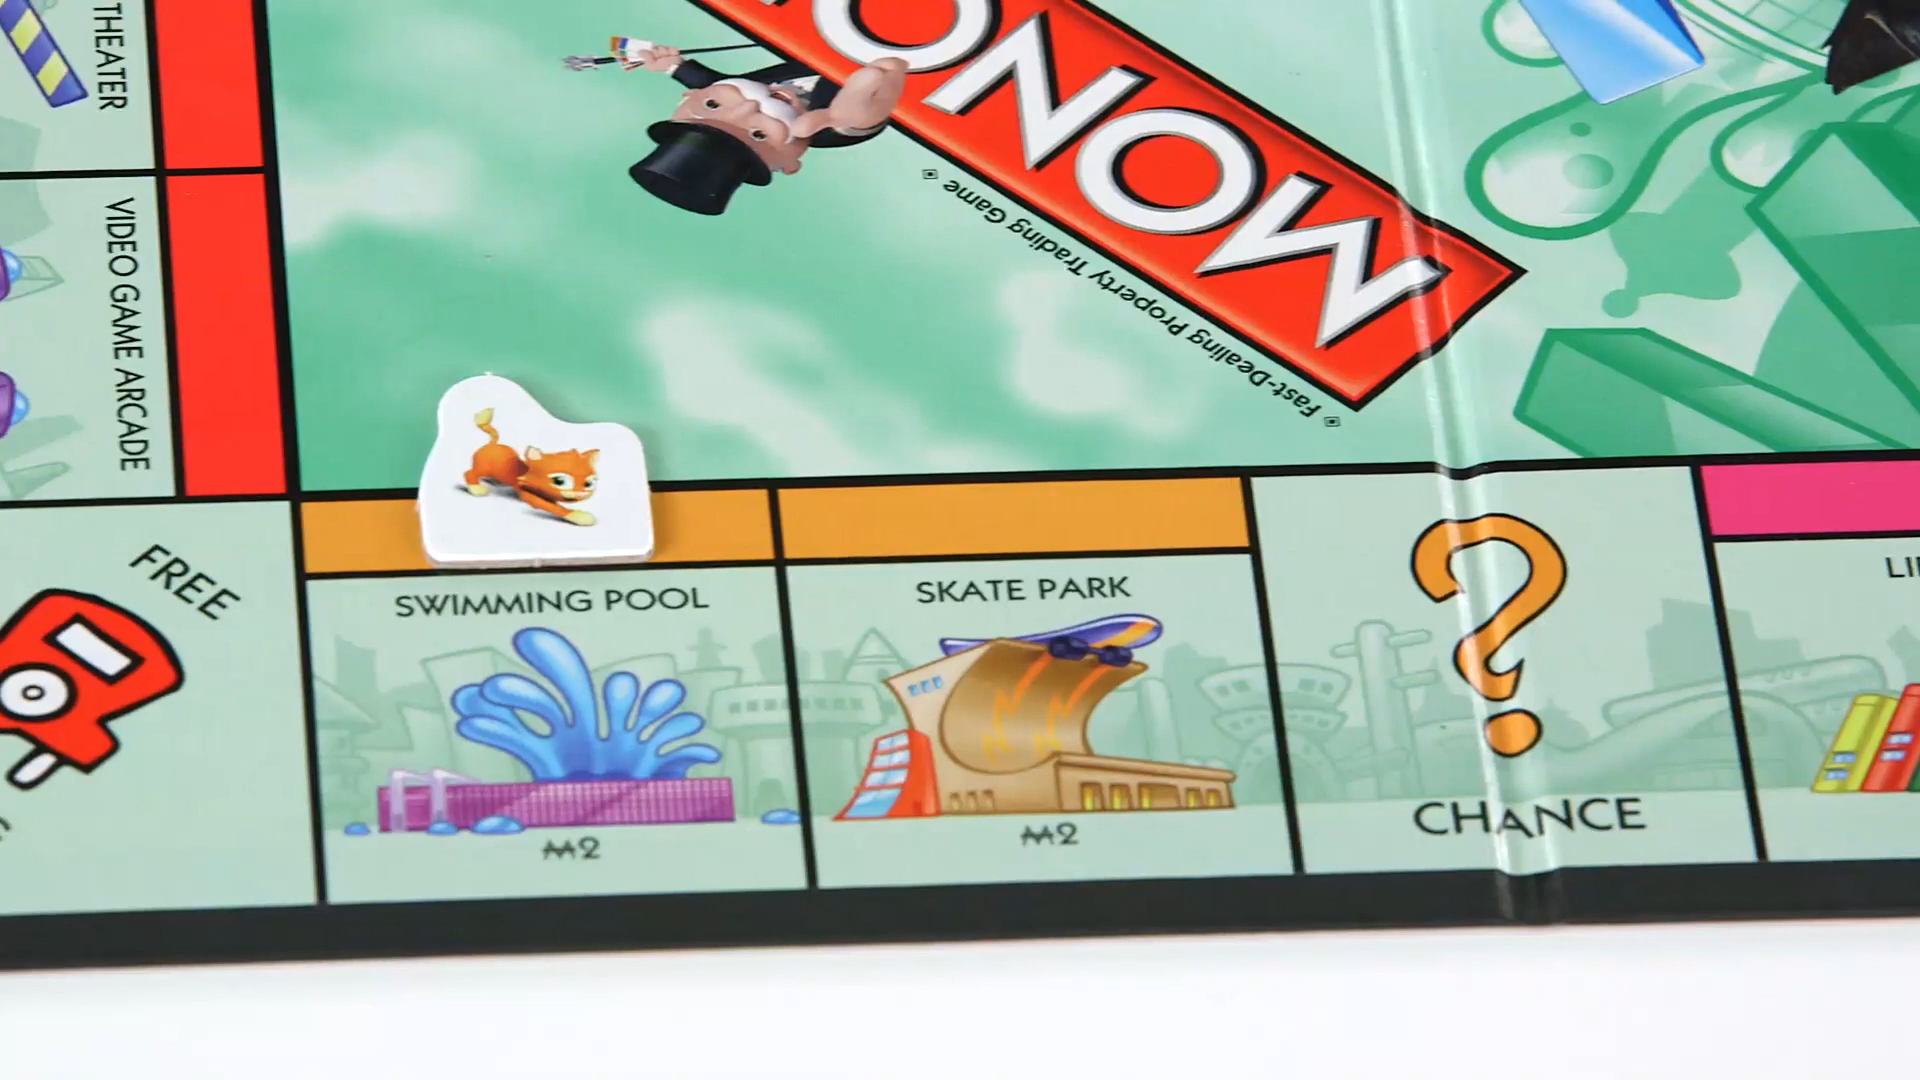 THEATER
VIDEO GAME ARCADE
MONO
Fast-Dealing Property Trading Game
FREE
SWIMMING POOL
SKATE PARK
CHANCE
M2
M2